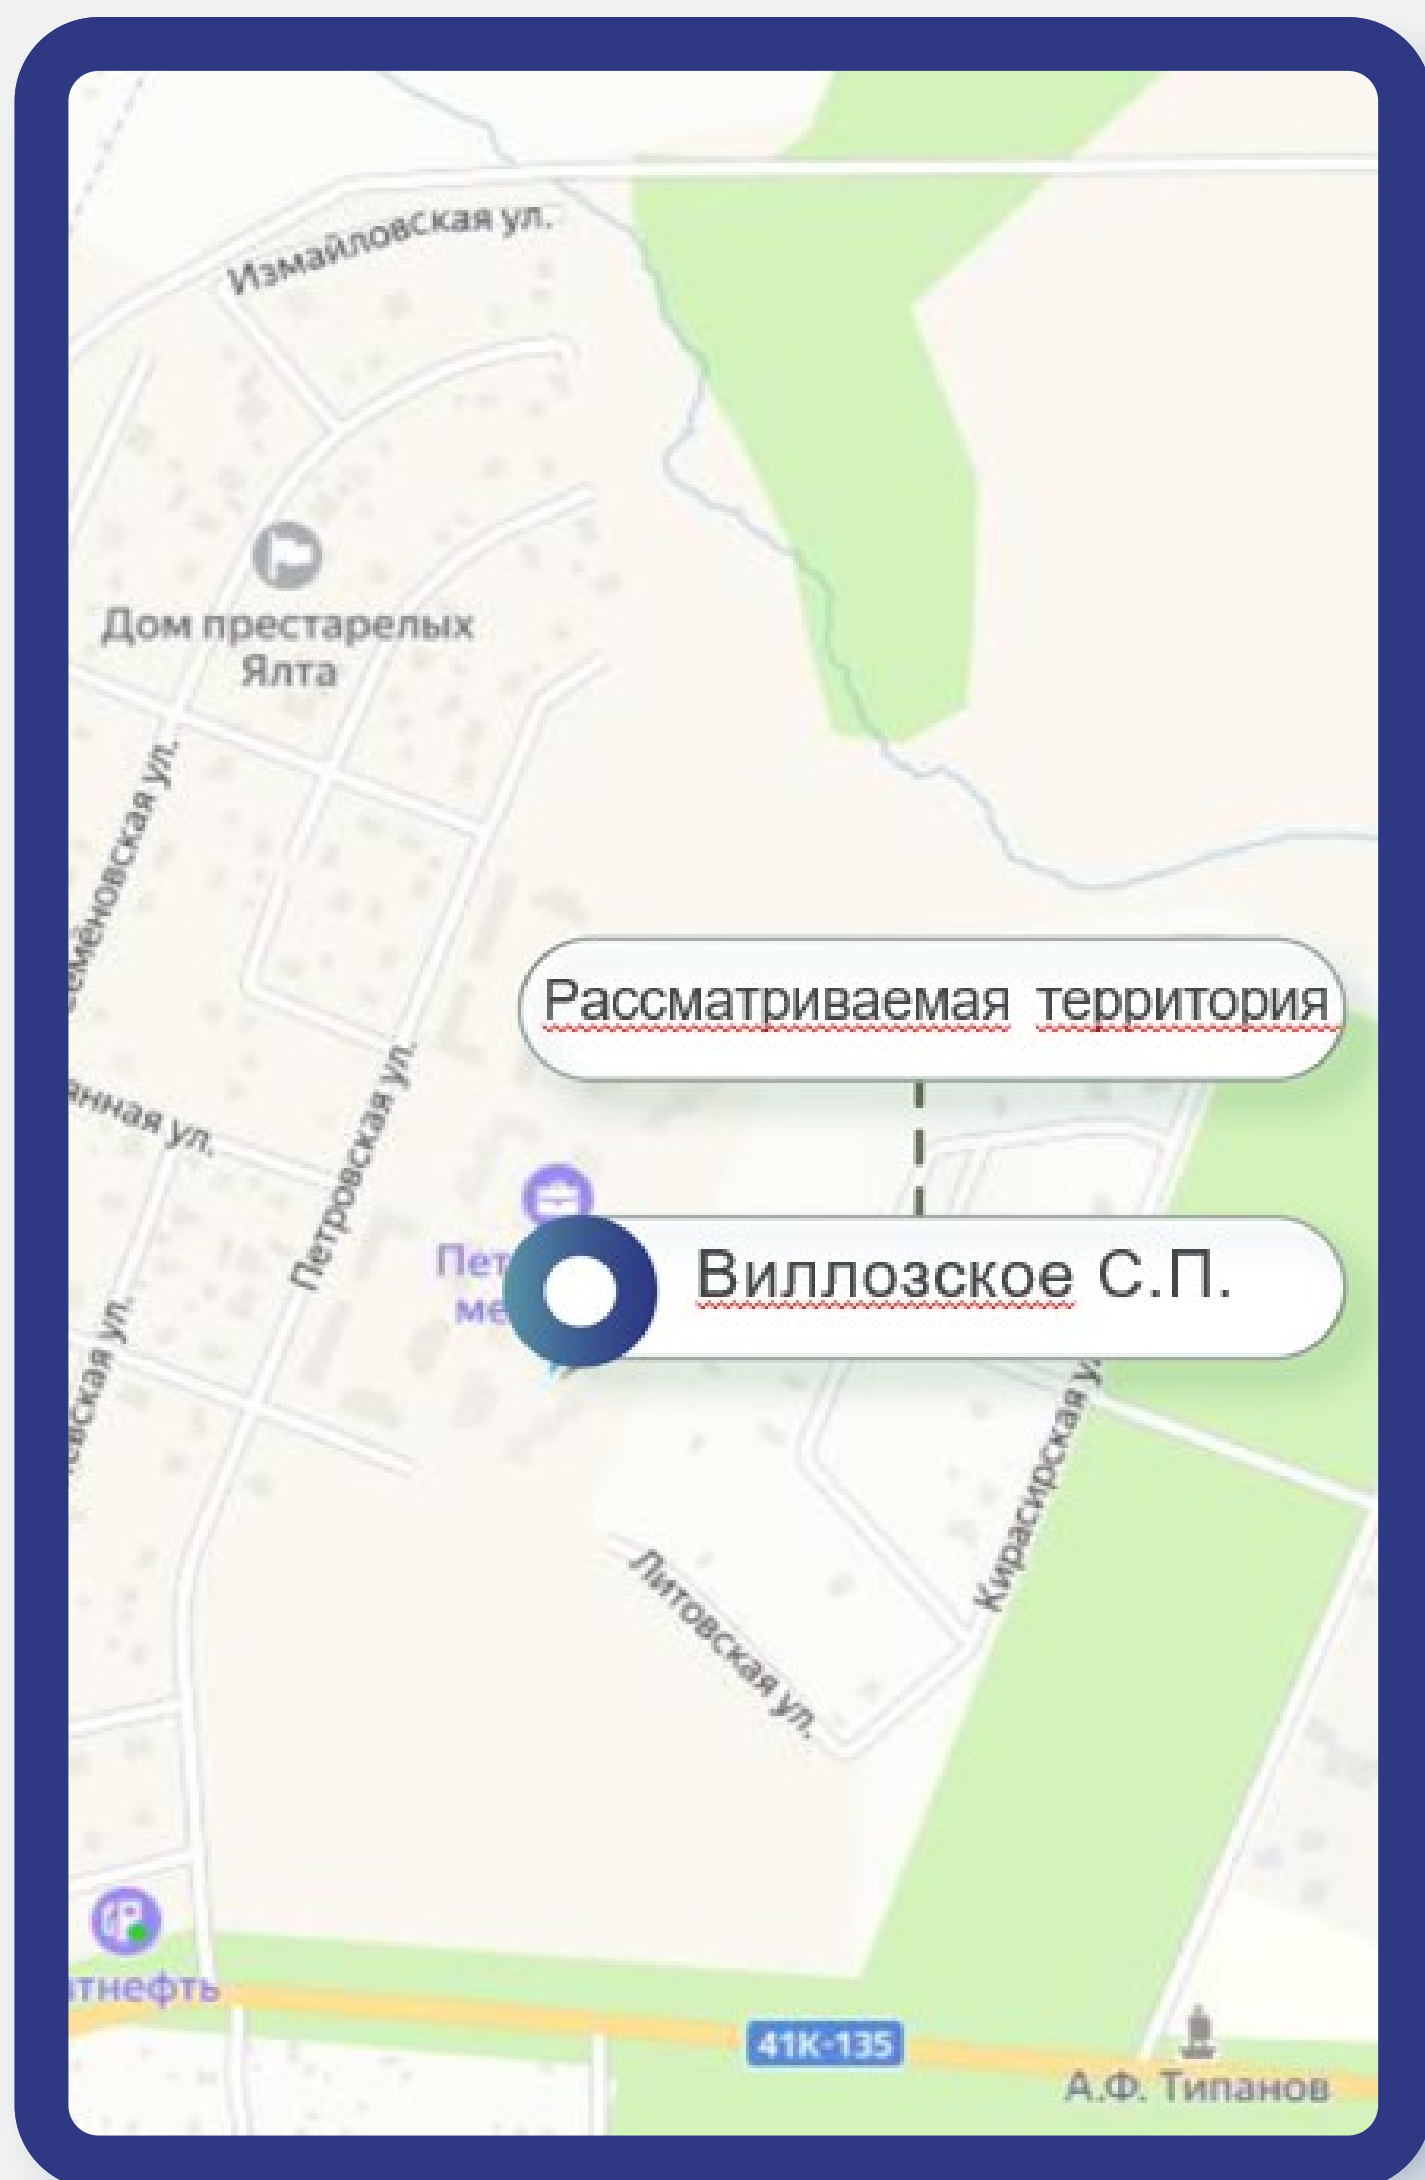 Измайловская ул.
Дом престарелых
Ялта
Семёновская ул.
Рассматриваемая территория
Петровская ул.
ул.
Виллозское С.П.
Кирасирская
Литовская ул.
ул.
41К-135
А.Ф. Типанов